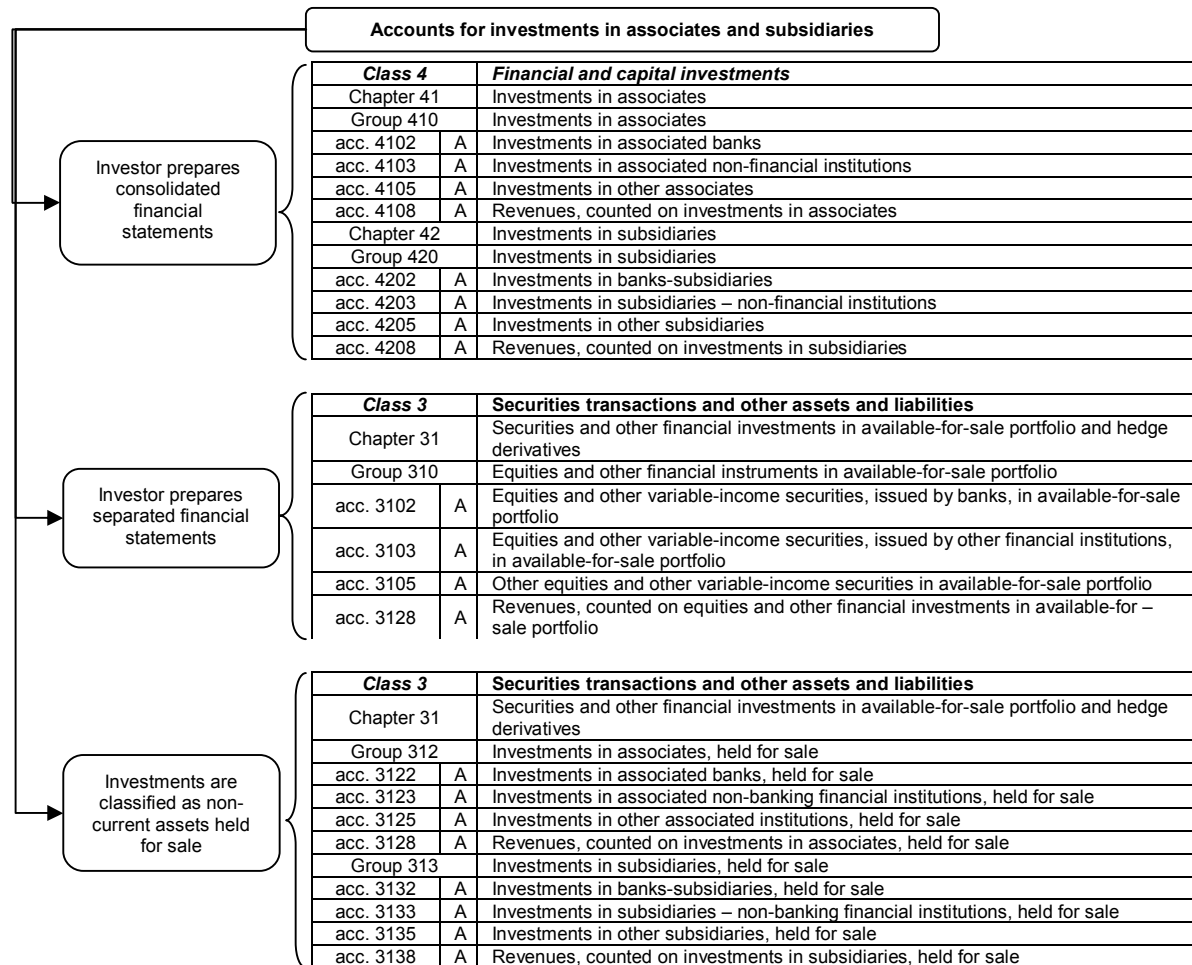 Accounts for investments in associates and subsidiaries
Investor prepares
consolidated
financial
statements
Class 4 Financial and capital investments
Chapter 41 Investments in associates
Group 410 Investments in associates
acc. 4102 A Investments in associated banks
acc. 4103 A Investments in associated non-financial institutions
acc. 4105 A Investments in other associates
acc. 4108 A Revenues, counted on investments in associates
Chapter 42 Investments in subsidiaries
Group 420 Investments in subsidiaries
acc. 4202 A Investments in banks-subsidiaries
acc. 4203 A Investments in subsidiaries – non-financial institutions
acc. 4205 A Investments in other subsidiaries
acc. 4208 A Revenues, counted on investments in subsidiaries
Investor prepares
separated financial
statements
Class 3 Securities transactions and other assets and liabilities
Chapter 31 Securities and other financial investments in available-for-sale portfolio and hedge
derivatives
Group 310 Equities and other financial instruments in available-for-sale portfolio
acc. 3102 A Equities and other variable-income securities, issued by banks, in available-for-sale
portfolio
acc. 3103 A Equities and other variable-income securities, issued by other financial institutions,
in available-for-sale portfolio
acc. 3105 A Other equities and other variable-income securities in available-for-sale portfolio
acc. 3128 A Revenues, counted on equities and other financial investments in available-for –
sale portfolio
Investments are
classified as non-
current assets held
for sale
Class 3 Securities transactions and other assets and liabilities
Chapter 31 Securities and other financial investments in available-for-sale portfolio and hedge
derivatives
Group 312 Investments in associates, held for sale
acc. 3122 A Investments in associated banks, held for sale
acc. 3123 A Investments in associated non-banking financial institutions, held for sale
acc. 3125 A Investments in other associated institutions, held for sale
acc. 3128 A Revenues, counted on investments in associates, held for sale
Group 313 Investments in subsidiaries, held for sale
acc. 3132 A Investments in banks-subsidiaries, held for sale
acc. 3133 A Investments in subsidiaries – non-banking financial institutions, held for sale
acc. 3135 A Investments in other subsidiaries, held for sale
acc. 3138 A Revenues, counted on investments in subsidiaries, held for sale